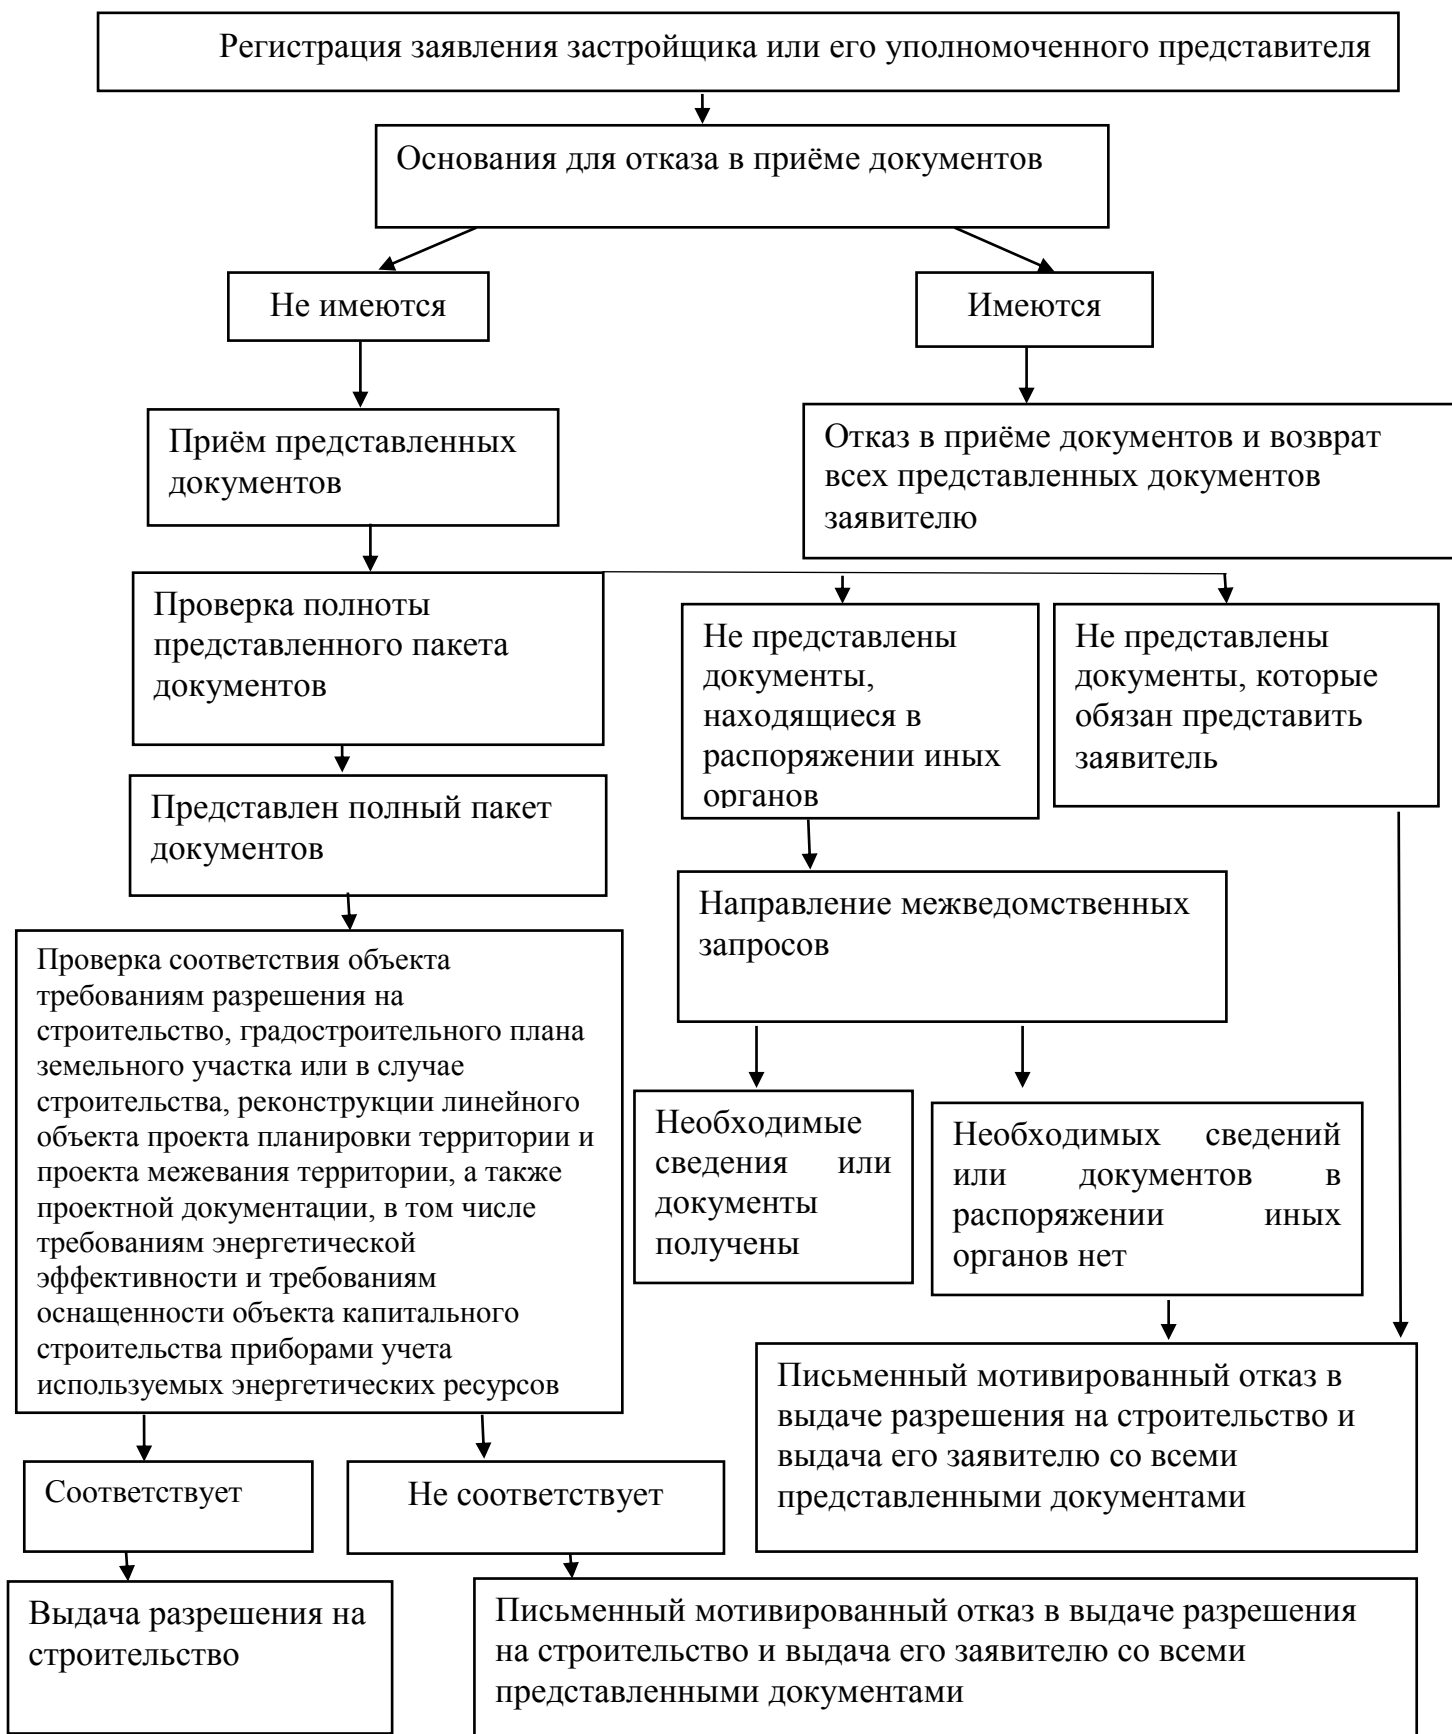 Регистрация заявления застройщика или его уполномоченного представителя
Основания для отказа в приёме документов
Не имеются
Имеются
Приём представленных
документов
Отказ в приёме документов и возврат
всех представленных документов
заявителю
Проверка полноты
представленного пакета
документов
Не представлены
документы,
находящиеся в
распоряжении иных
органов
Не представлены
документы, которые
обязан представить
заявитель
Представлен полный пакет
документов
Направление межведомственных
запросов
Проверка соответствия объекта
требованиям разрешения на
строительство, градостроительного плана
земельного участка или в случае
строительства, реконструкции линейного
объекта проекта планировки территории и
проекта межевания территории, а также
проектной документации, в том числе
требованиям энергетической
эффективности и требованиям
оснащенности объекта капитального
строительства приборами учета
используемых энергетических ресурсов
Необходимые
сведения или
документы
получены
Необходимых сведений
или документов в
распоряжении иных
органов нет
Письменный мотивированный отказ в
выдаче разрешения на строительство и
выдача его заявителю со всеми
представленными документами
Соответствует
Не соответствует
Выдача разрешения на
строительство
Письменный мотивированный отказ в выдаче разрешения
на строительство и выдача его заявителю со всеми
представленными документами